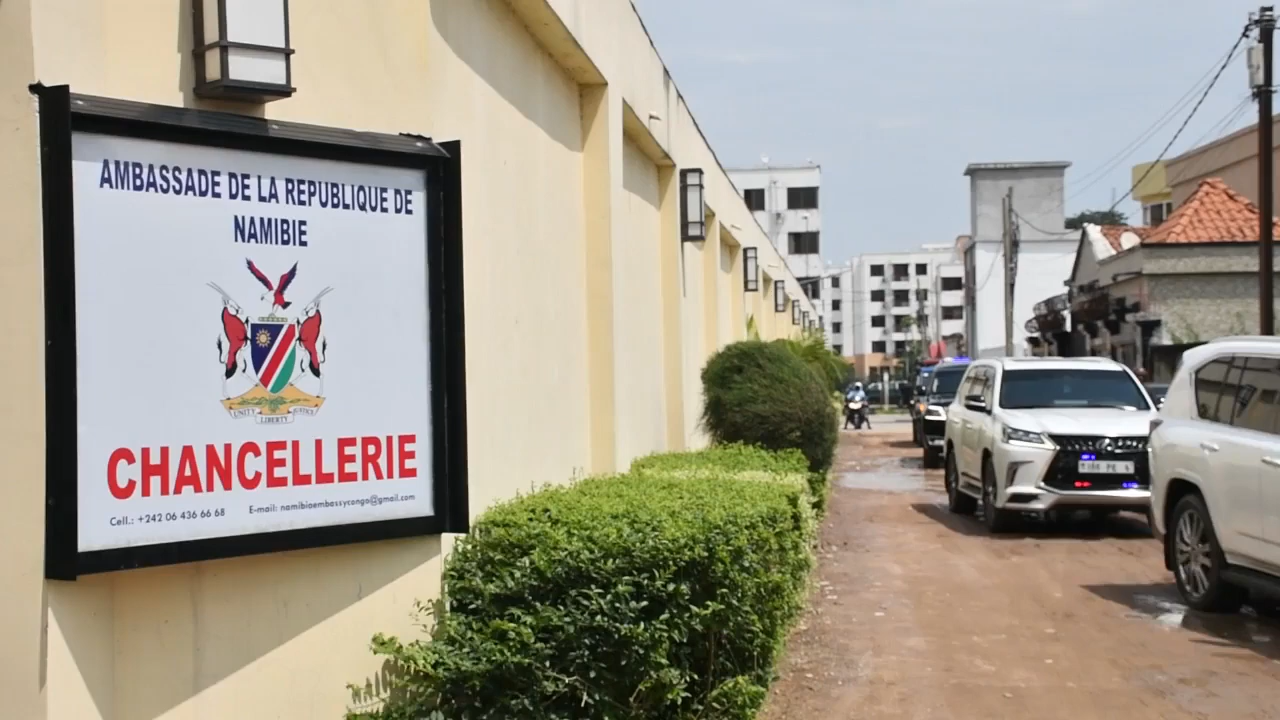 AMBASSADE DE LA REPUBLIQUE DE
NAMIBIE
UNITY LIBERTY JUSTICE
CHANCELLERIE
Cell.: +242 06 436 66 68 E-mail: namibioembassycongo@gmail.com